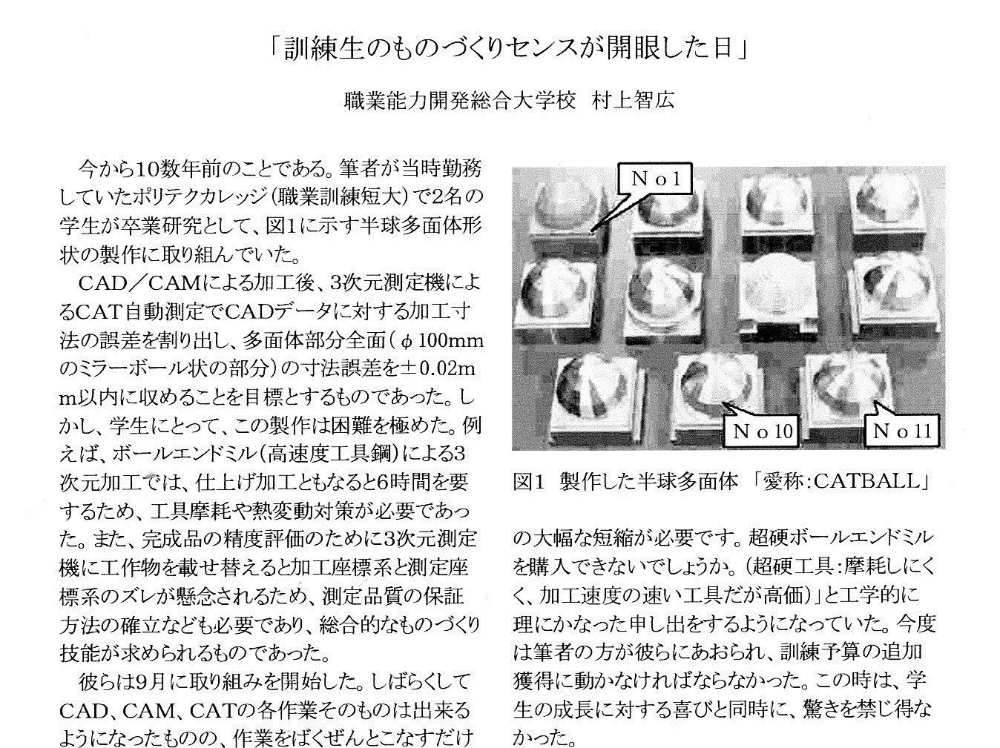 「訓練生のものづくりセンスが開眼した日」
職業能力開発総合大学校 村上智広
今から10数年前のことである。筆者が当時勤務
していたポリテクカレッジ(職業訓練短大)で2名の
学生が卒業研究として、図1に示す半球多面体形
状の製作に取り組んでいた。
CAD/CAMによる加工後、3次元測定機によ
るCAT自動測定でCADデータに対する加工寸
法の誤差を割り出し、多面体部分全面(φ100mm
のミラーボール状の部分)の寸法誤差を±0.02m
m以内に収めることを目標とするものであった。し
かし、学生にとって、この製作は困難を極めた。例
えば、ボールエンドミル(高速度工具鋼)による3
次元加工では、仕上げ加工ともなると6時間を要
するため、工具摩耗や熱変動対策が必要であっ
た。また、完成品の精度評価のために3次元測定
機に工作物を載せ替えると加工座標系と測定座
標系のズレが懸念されるため、測定品質の保証
方法の確立なども必要であり、総合的なものづくり
技能が求められるものであった。
彼らは9月に取り組みを開始した。しばらくして
CAD、CAM、CATの各作業そのものは出来る
ようになったものの、作業をばくぜんとこなすだけ
No1
No10
No11
図1 製作した半球多面体 「愛称:CATBALL」
の大幅な短縮が必要です。超硬ボールエンドミル
を購入できないでしょうか。(超硬工具:摩耗しにく
く、加工速度の速い工具だが高価)」と工学的に
理にかなった申し出をするようになっていた。今度
は筆者の方が彼らにあおられ、訓練予算の追加
獲得に動かなければならなかった。この時は、学
生の成長に対する喜びと同時に、驚きを禁じ得な
かった。